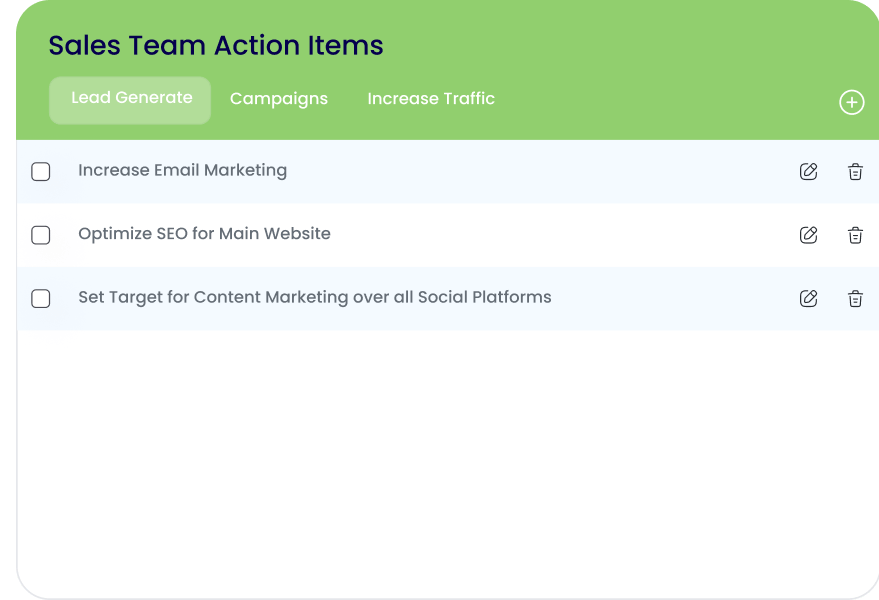 Sales Team Action Items
Lead Generate Campaigns Increase Traffic
Increase Email Marketing
Optimize SEO for Main Website
Set Target for Content Marketing over all Social Platforms